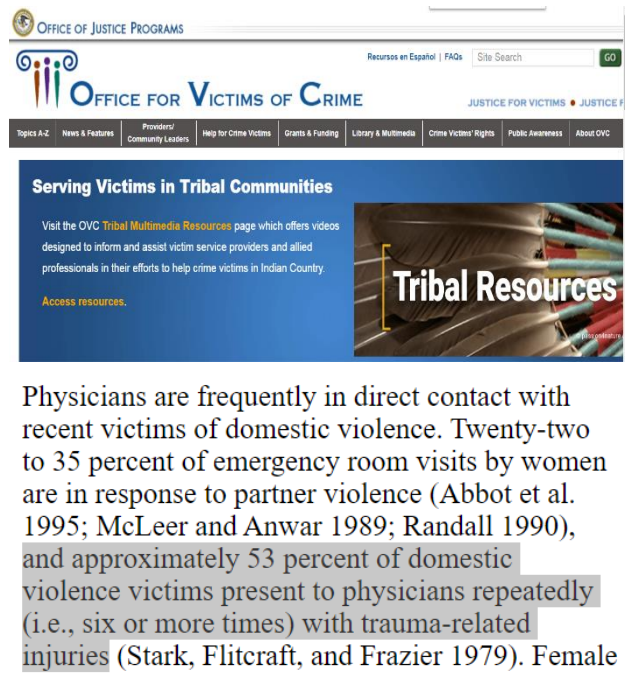 OFFICE OF JUSTICE PROGRAMS
Recursos en Español | FAQs Site Search GO
OFFICE FOR VICTIMS OF CRIME
JUSTICE FOR VICTIMS • JUSTICE F
Topics A-Z News & Features Providers/ Community Leaders Help for Crime Victims Grants & Funding Library & Multimedia Crime Victims' Rights Public Awareness About OVC
Serving Victims in Tribal Communities
Visit the OVC Tribal Multimedia Resources page which offers videos
designed to inform and assist victim service providers and allied
professionals in their efforts to help crime victims in Indian Country.
Access resources.
Tribal Resources
Physicians are frequently in direct contact with
recent victims of domestic violence. Twenty-two
to 35 percent of emergency room visits by women
are in response to partner violence (Abbot et al.
1995; McLeer and Anwar 1989; Randall 1990),
and approximately 53 percent of domestic
violence victims present to physicians repeatedly
(i.e., six or more times) with trauma-related
injuries (Stark, Flitcraft, and Frazier 1979). Female